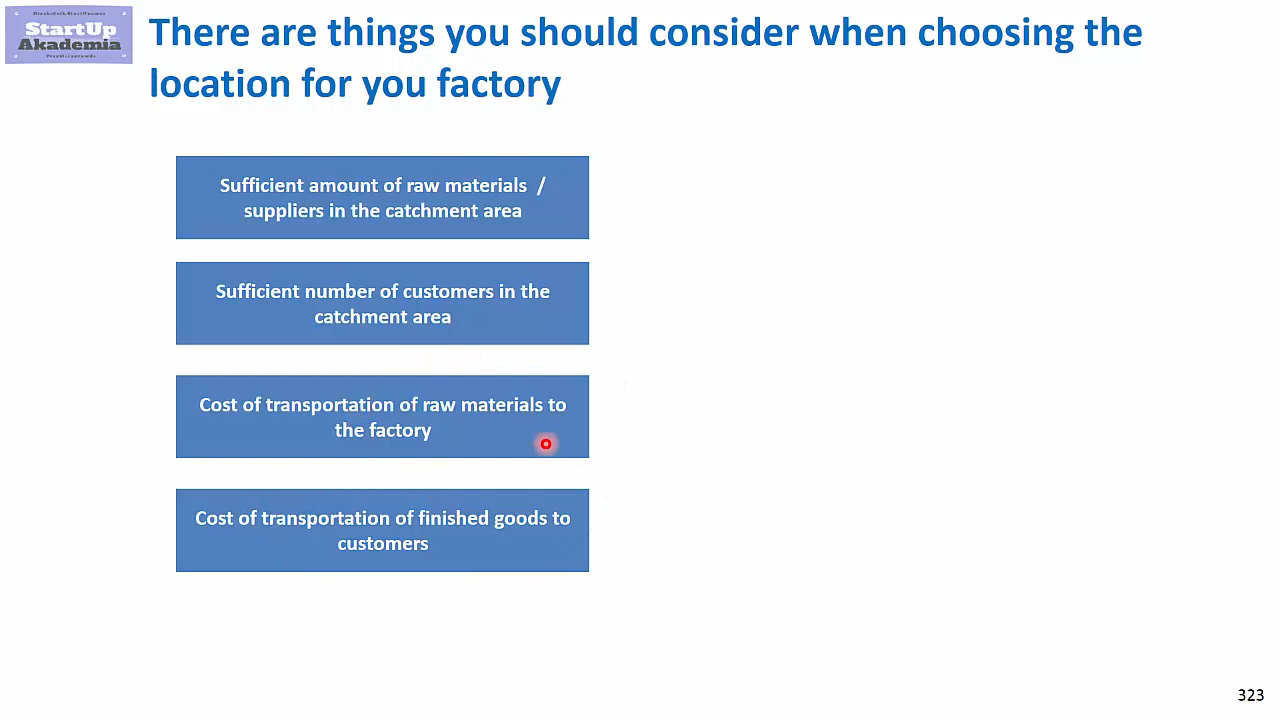 StartUp
Akademia
There are things you should consider when choosing the
location for you factory
Sufficient amount of raw materials /
suppliers in the catchment area
Sufficient number of customers in the
catchment area
Cost of transportation of raw materials to
the factory
Cost of transportation of finished goods to
customers
323